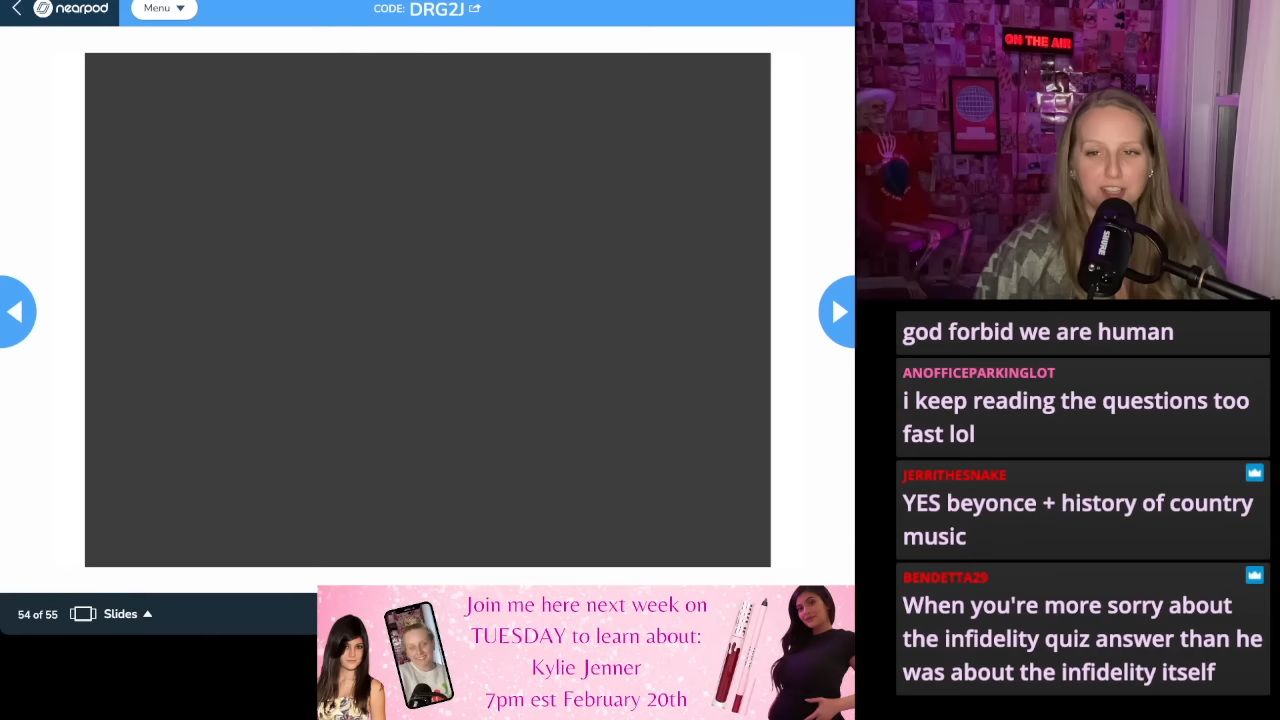 nearpod
Menu
CODE: DRG2J
ON THE AIR
SHURE
god forbid we are human
ANOFFICEPARKINGLOT
i keep reading the questions too
fast lol
JERRITHESNAKE
YES beyonce + history of country
music
BENDETTA29
When you're more sorry about
the infidelity quiz answer than he
was about the infidelity itself
54 of 55
Slides
Join me here next week on
TUESDAY to learn about:
Kylie Jenner
7pm est February 20th